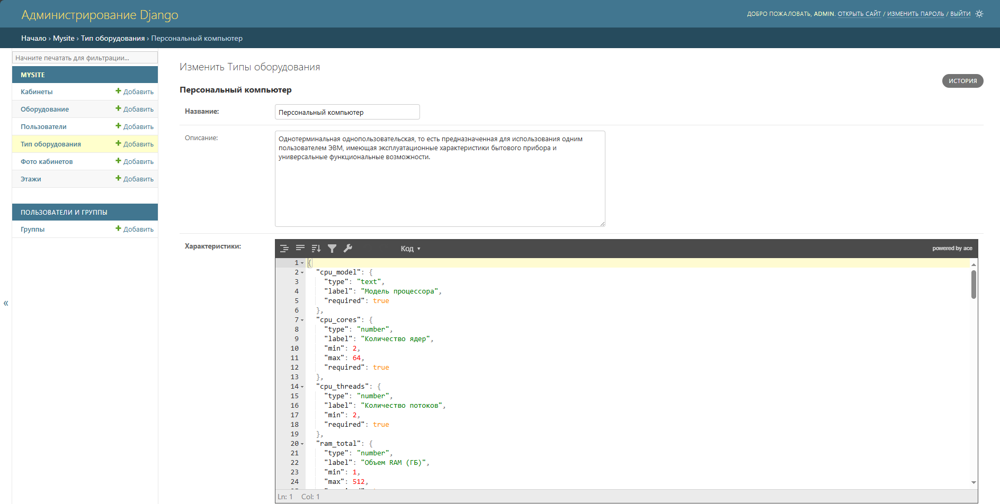 Администрирование Django
ДОБРО ПОЖАЛОВАТЬ, ADMIN. ОТКРЫТЬ САЙТ / ИЗМЕНИТЬ ПАРОЛЬ / ВЫЙТИ
Начало › Mysite › Тип оборудования › Персональный компьютер
Начните печатать для фильтрации...
MYSITE
Кабинеты + Добавить
Оборудование + Добавить
Пользователи + Добавить
Тип оборудования + Добавить
Фото кабинетов + Добавить
Этажи + Добавить
ПОЛЬЗОВАТЕЛИ И ГРУППЫ
Группы + Добавить
«
Изменить Типы оборудования
ИСТОРИЯ
Персональный компьютер
Название: Персональный компьютер
Описание: Однотерминальная однопользовательская, то есть предназначенная для использования одним
пользователем ЭВМ, имеющая эксплуатационные характеристики бытового прибора и
универсальные функциональные возможности.
Характеристики:
Код ▾ powered by ace
1 {
2 "cpu_model": {
3 "type": "text",
4 "label": "Модель процессора",
5 "required": true
6 },
7 "cpu_cores": {
8 "type": "number",
9 "label": "Количество ядер",
10 "min": 2,
11 "max": 64,
12 "required": true
13 },
14 "cpu_threads": {
15 "type": "number",
16 "label": "Количество потоков",
17 "min": 2,
18 "required": true
19 },
20 "ram_total": {
21 "type": "number",
22 "label": "Объем RAM (ГБ)",
23 "min": 1,
24 "max": 512,
Ln: 1 Col: 1